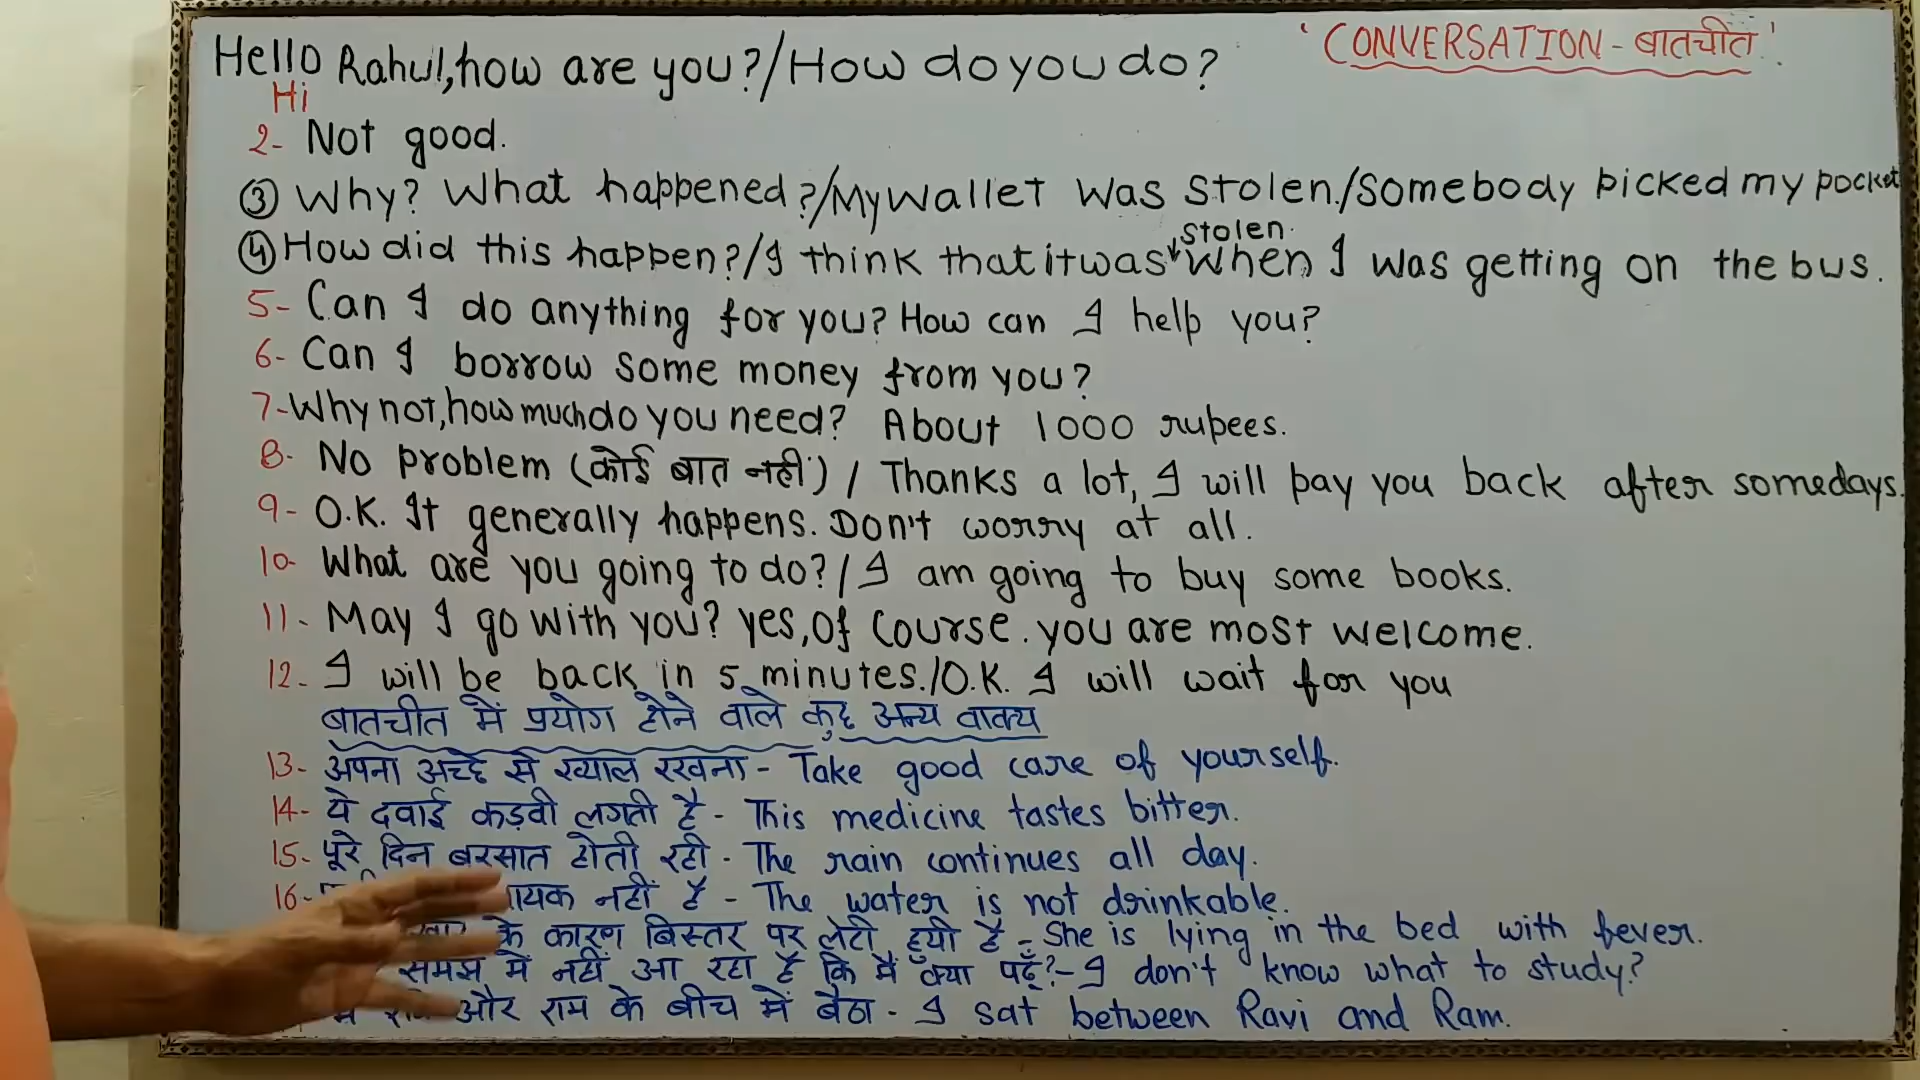 'CONVERSATION - बातचीत'
Hello Rahul, how are you?/How do you do?
Hi
2- Not good.
③ Why? What happened?/My wallet was stolen./Somebody picked my pocket
stolen.
④ How did this happen?/I think that it was when I was getting on the bus.
5- Can I do anything for you? How can I help you?
6- Can I borrow some money from you?
7- Why not, how much do you need? About 1000 rupees.
8- No problem (कोई बात नहीं) / Thanks a lot, I will pay you back after somedays.
9- O.K. It generally happens. Don't worry at all.
10- What are you going to do? / I am going to buy some books.
11- May I go with you? yes, of course. you are most welcome.
12- I will be back in 5 minutes./O.K. I will wait for you
बातचीत में प्रयोग होने वाले कुछ अन्य वाक्य
13- अपना अच्छे से ख्याल रखना - Take good care of yourself.
14- ये दवाई कड़वी लगती है - This medicine tastes bitter.
15- पूरे दिन बरसात होती रही - The rain continues all day.
16- नहीं है - The water is not drinkable.
के कारण बिस्तर पर लेटी हुयी है - She is lying in the bed with fever.
समझ में नहीं आ रहा है कि मैं क्या पढूँ? - I don't know what to study?
और राम के बीच में बैठा - I sat between Ravi and Ram.